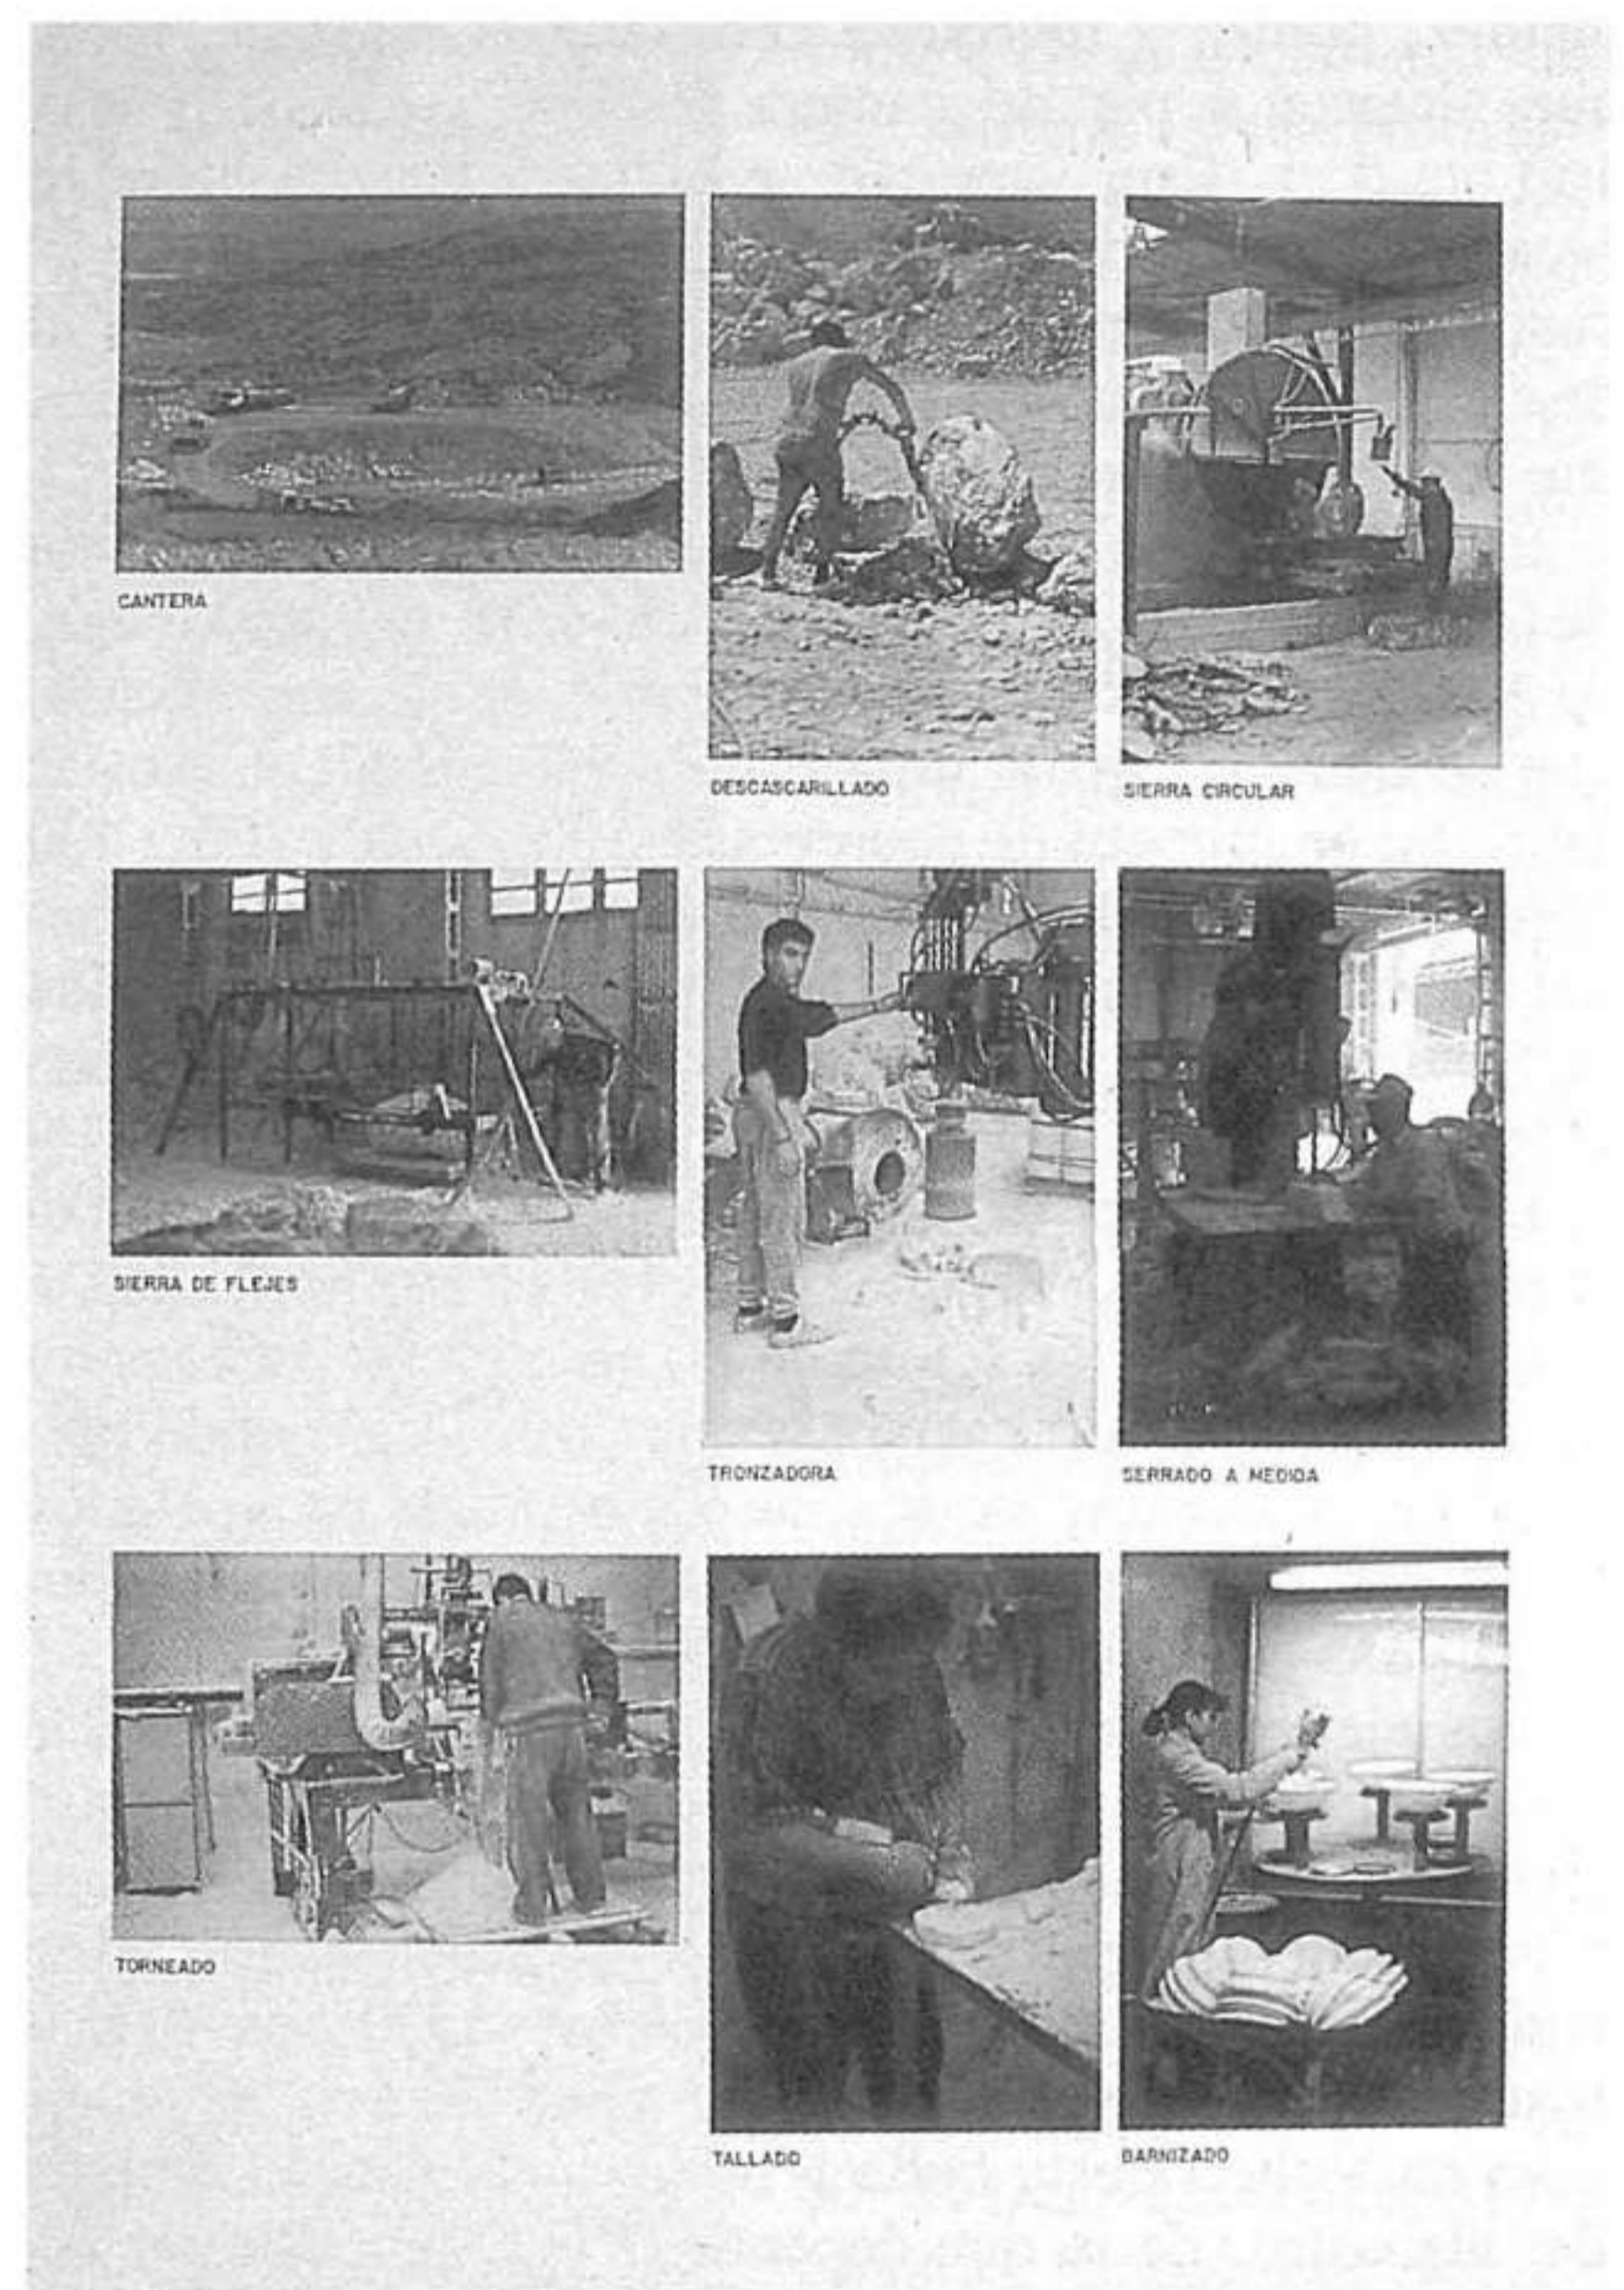 CANTERA
DESCASCARILLADO
SIERRA CIRCULAR
SIERRA DE FLEJES
TRONZADORA
SERRADO A MEDIDA
TORNEADO
TALLADO
BARNIZADO